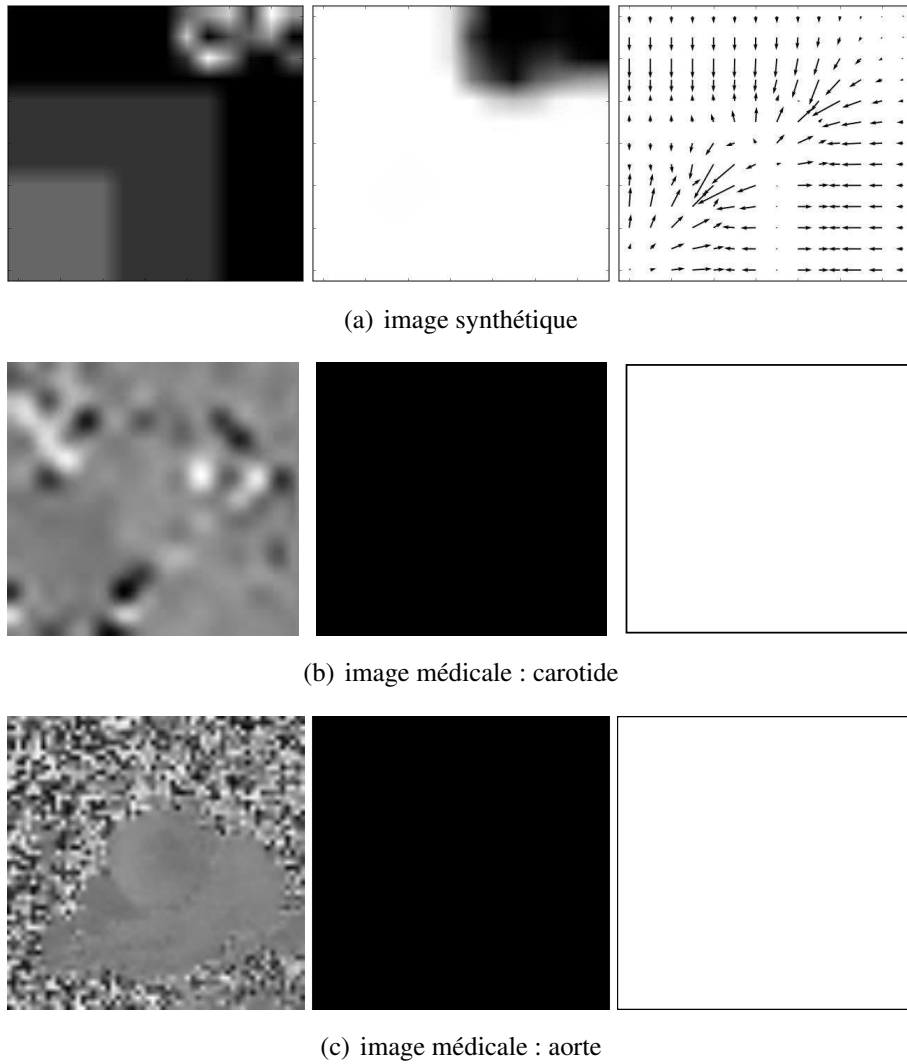 (a) image synthétique
(b) image médicale : carotide
(c) image médicale : aorte